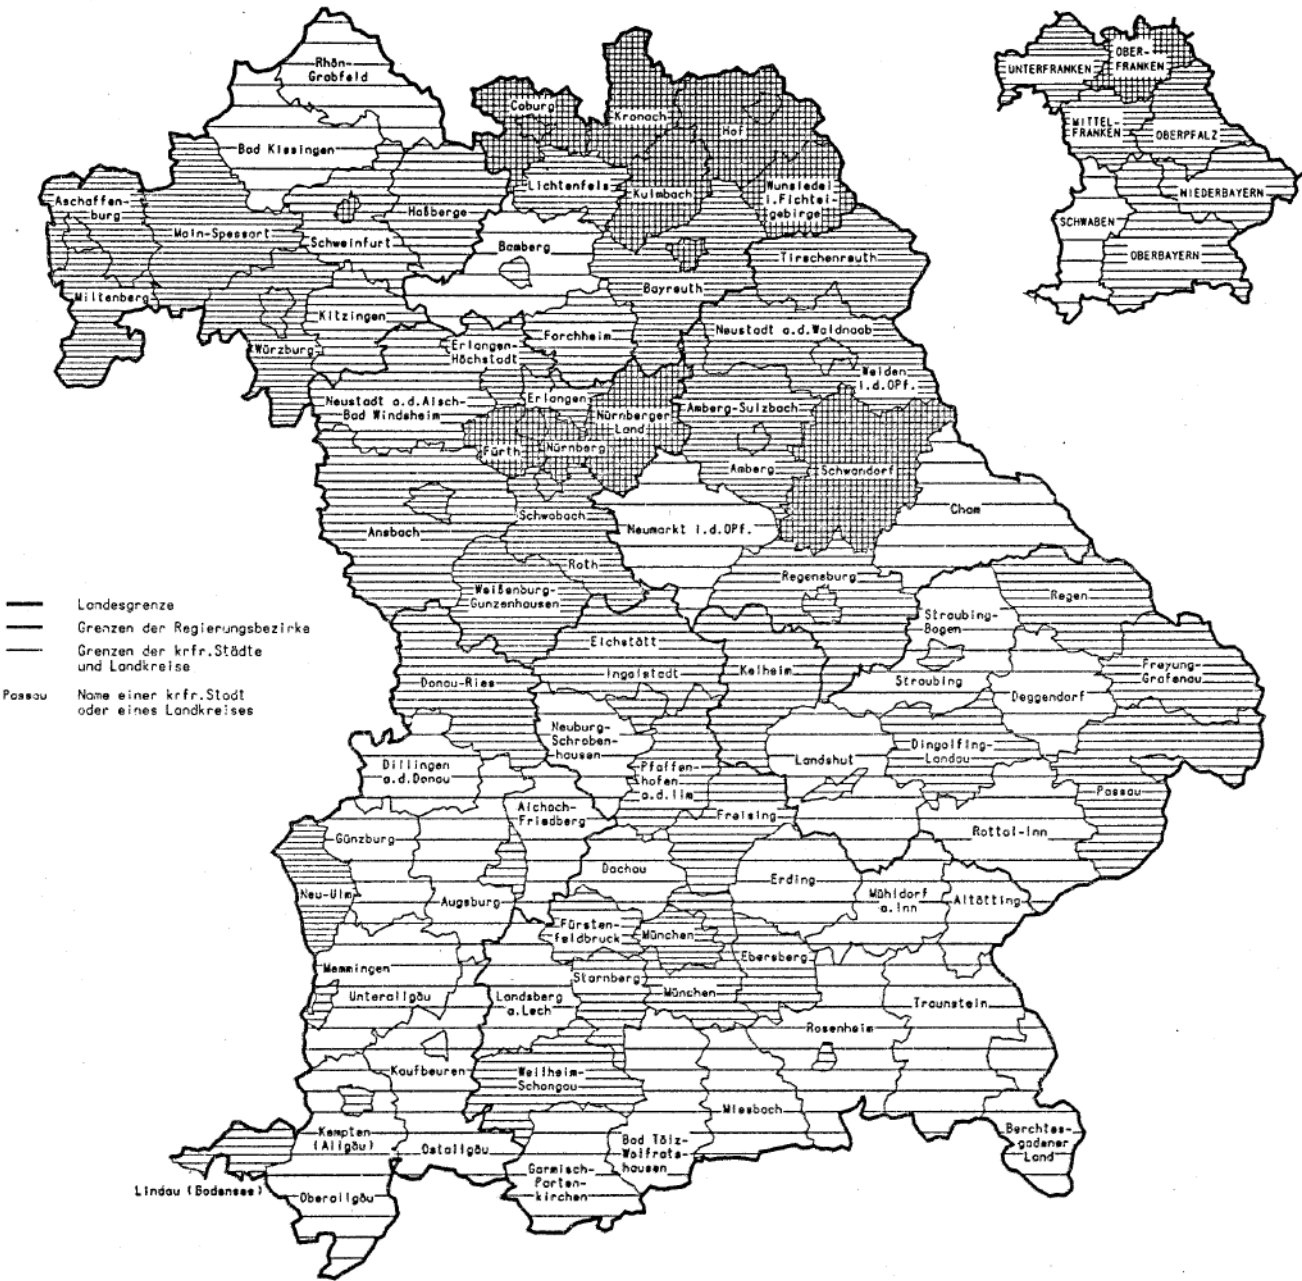 Rhön-
Grabfeld
Coburg
Kronach
Hof
Bad Kissingen
Lichtenfels
Kulmbach
Wunsiedel
i.Fichtel-
gebirge
Aschaffen-
burg
Haßberge
Main-Spessart
Schweinfurt
Bamberg
Tirschenreuth
Miltenberg
Bayreuth
Kitzingen
Würzburg
Erlangen-
Höchstadt
Forchheim
Neustadt a.d.Waldnaab
Weiden
i.d.OPf.
Neustadt a.d.Aisch-
Bad Windsheim
Erlangen
Nürnberger
Land
Amberg-Sulzbach
Fürth
Nürnberg
Amberg
Schwandorf
Ansbach
Schwabach
Neumarkt i.d.OPf.
Cham
Roth
Weißenburg-
Gunzenhausen
Regensburg
Regen
Straubing-
Bogen
Eichstätt
Ingolstadt
Kelheim
Straubing
Deggendorf
Freyung-
Grafenau
Donau-Ries
Neuburg-
Schroben-
hausen
Dillingen
a.d.Donau
Pfaffen-
hofen
a.d.Ilm
Landshut
Dingolfing-
Landau
Passau
Aichach-
Friedberg
Freising
Rottal-Inn
Günzburg
Dachau
Erding
Mühldorf
a.Inn
Altötting
Neu-Ulm
Augsburg
Fürsten-
feldbruck
München
Ebersberg
Memmingen
Unterallgäu
Landsberg
a.Lech
Starnberg
München
Traunstein
Rosenheim
Kaufbeuren
Weilheim-
Schongau
Miesbach
Kempten
(Allgäu)
Ostallgäu
Bad Tölz-
Wolfrats-
hausen
Berchtes-
gadener
Land
Garmisch-
Parten-
kirchen
Lindau (Bodensee)
Oberallgäu
UNTERFRANKEN
OBER-
FRANKEN
MITTEL-
FRANKEN
OBERPFALZ
NIEDERBAYERN
SCHWABEN
OBERBAYERN
Landesgrenze
Grenzen der Regierungsbezirke
Grenzen der krfr.Städte
und Landkreise
Passau Name einer krfr.Stadt
oder eines Landkreises